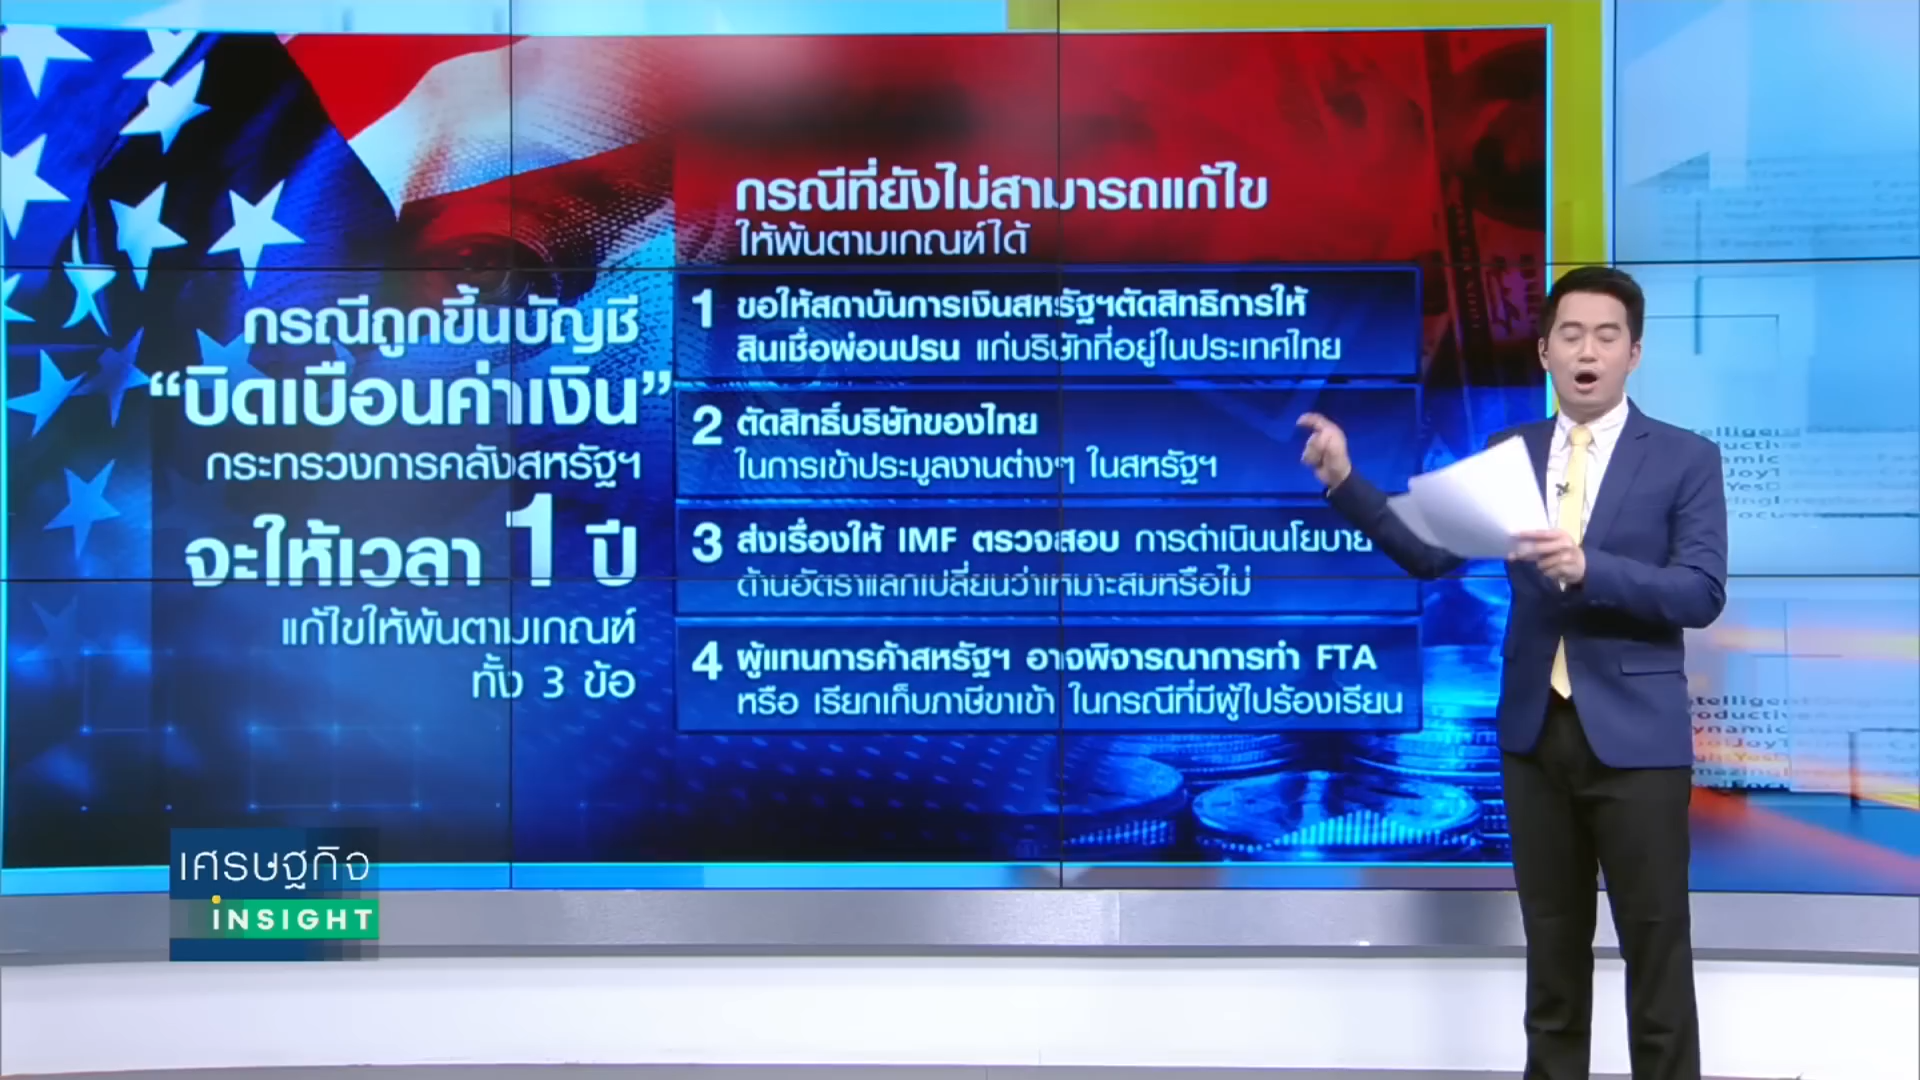 กรณีถูกขึ้นบัญชี
“บิดเบือนค่าเงิน”
กระทรวงการคลังสหรัฐฯ
จะให้เวลา 1 ปี
แก้ไขให้พ้นตามเกณฑ์
ทั้ง 3 ข้อ
กรณีที่ยังไม่สามารถแก้ไข
ให้พ้นตามเกณฑ์ได้
1 ขอให้สถาบันการเงินสหรัฐฯตัดสิทธิการให้
สินเชื่อผ่อนปรน แก่บริษัทที่อยู่ในประเทศไทย
2 ตัดสิทธิ์บริษัทของไทย
ในการเข้าประมูลงานต่างๆ ในสหรัฐฯ
3 ส่งเรื่องให้ IMF ตรวจสอบ การดำเนินนโยบาย
ด้านอัตราแลกเปลี่ยนว่าเหมาะสมหรือไม่
4 ผู้แทนการค้าสหรัฐฯ อาจพิจารณาการทำ FTA
หรือ เรียกเก็บภาษีขาเข้า ในกรณีที่มีผู้ไปร้องเรียน
เศรษฐกิจ
INSIGHT